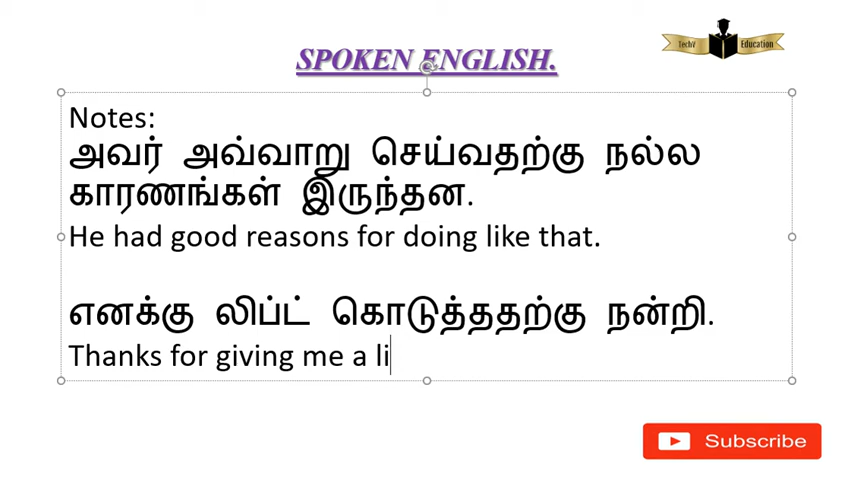 SPOKEN ENGLISH.
TechY Education
Notes:
அவர் அவ்வாறு செய்வதற்கு நல்ல
காரணங்கள் இருந்தன.
He had good reasons for doing like that.
எனக்கு லிப்ட் கொடுத்ததற்கு நன்றி.
Thanks for giving me a li
Subscribe